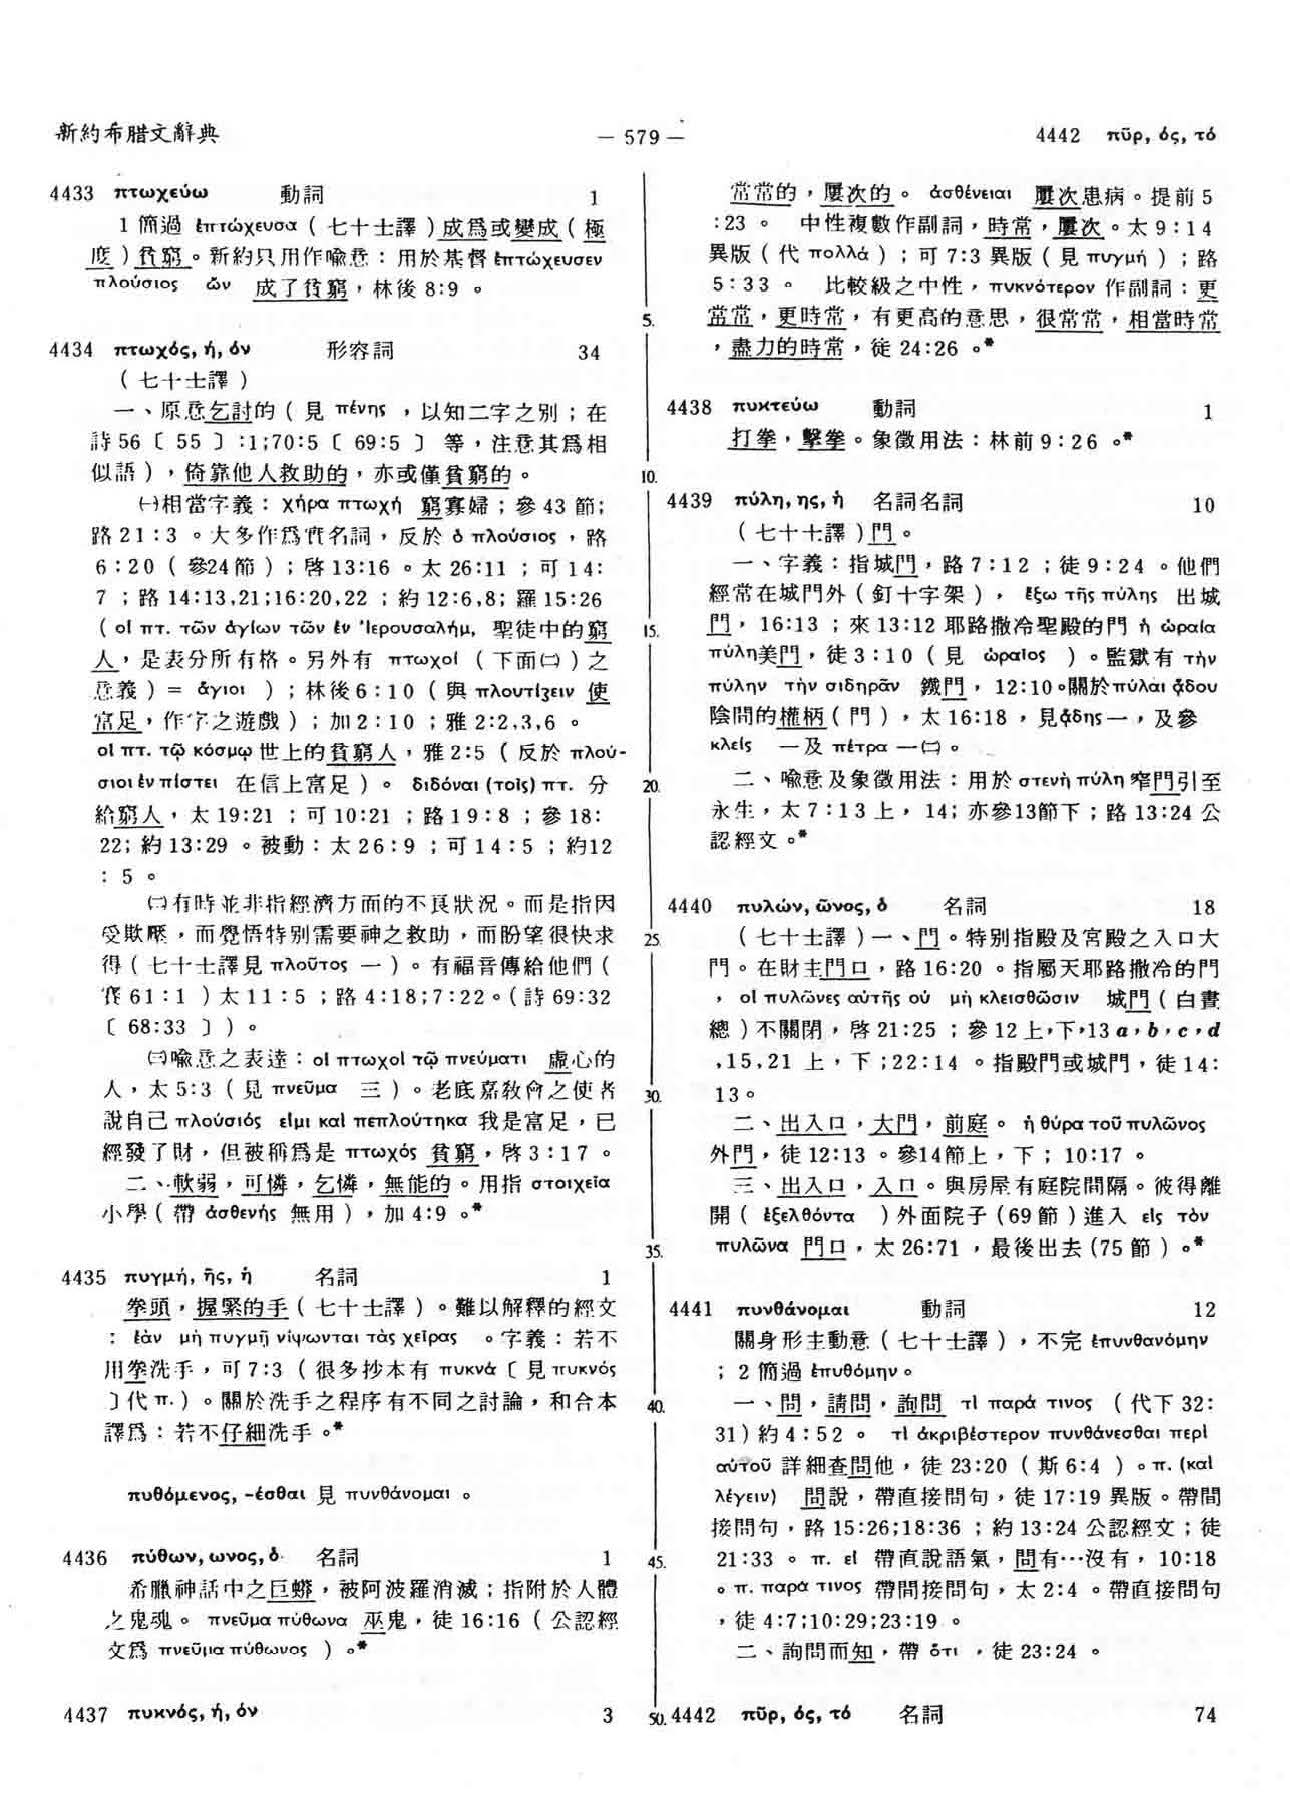 新約希腊文辭典
— 579 —
4442 πῦρ, ός, τό
4433 πτωχεύω 動詞 1
1 簡過 ἐπτώχευσα ( 七十士譯 ) 成爲或變成 ( 極
度 ) 貧窮。新約只用作喻意：用於基督 ἐπτώχευσεν
πλούσιος ὤν 成了貧窮，林後 8:9 。
4434 πτωχός, ή, όν 形容詞 34
( 七十士譯 )
一、原意乞討的 ( 見 πένης ，以知二字之別；在
詩 56〔 55 〕:1;70:5〔 69:5 〕 等，注意其爲相
似語 )，倚靠他人救助的，亦或僅貧窮的。
㈠相當字義：χήρα πτωχή 窮寡婦；參 43 節;
路 21:3 。大多作爲實名詞，反於 ὁ πλούσιος ，路
6:20 ( 參24節 ) ；啓 13:16 。太 26:11 ；可 14:
7 ；路 14:13,21;16:20,22 ；約 12:6,8; 羅 15:26
( οἱ πτ. τῶν ἁγίων τῶν ἐν Ἰερουσαλήμ, 聖徒中的窮
人，是表分所有格。另外有 πτωχοί ( 下面㈡ ) 之
意義 ) = ἅγιοι )；林後 6:10 ( 與 πλουτίζειν 使
富足，作字之遊戲 )；加 2:10 ；雅 2:2,3,6 。
οἱ πτ. τῷ κόσμῳ 世上的貧窮人，雅 2:5 ( 反於 πλού-
σιοι ἐν πίστει 在信上富足 )。 διδόναι (τοῖς) πτ. 分
給窮人，太 19:21 ；可 10:21 ；路 19:8 ；參 18:
22; 約 13:29 。被動：太 26:9 ；可 14:5 ；約12
: 5 。
㈡有時並非指經濟方面的不良狀況。而是指因
受欺壓，而覺悟特別需要神之救助，而盼望很快求
得 ( 七十士譯見 πλοῦτος 一 )。有福音傳給他們 (
賽 61:1 ) 太 11:5 ；路 4:18;7:22。( 詩 69:32
〔 68:33 〕)。
㈢喻意之表達：οἱ πτωχοὶ τῷ πνεύματι 虛心的
人，太 5:3 ( 見 πνεῦμα 三 )。老底嘉教會之使者
說自己 πλούσιός εἰμι καὶ πεπλούτηκα 我是富足，已
經發了財，但被稱爲是 πτωχός 貧窮，啓 3:17 。
二、軟弱，可憐，乞憐，無能的。用指 στοιχεῖα
小學 ( 帶 ἀσθενής 無用 )，加 4:9 。*
4435 πυγμή, ῆς, ἡ 名詞 1
拳頭，握緊的手 ( 七十士譯 )。難以解釋的經文
: ἐὰν μὴ πυγμῇ νίψωνται τὰς χεῖρας 。字義：若不
用拳洗手，可 7:3 ( 很多抄本有 πυκνά〔 見 πυκνός
〕代 π. )。關於洗手之程序有不同之討論，和合本
譯爲：若不仔細洗手。*
πυθόμενος, -έσθαι 見 πυνθάνομαι 。
4436 πύθων, ωνος, ὁ 名詞 1
希臘神話中之巨蟒，被阿波羅消滅；指附於人體
之鬼魂。 πνεῦμα πύθωνα 巫鬼，徒 16:16 ( 公認經
文爲 πνεῦμα πύθωνος ) 。*
4437 πυκνός, ή, όν 3
5.
10.
15.
20.
25.
30.
35.
40.
45.
50.
常常的，屢次的。 ἀσθένειαι 屢次患病。提前 5
:23 。 中性複數作副詞，時常，屢次。太 9:14
異版 ( 代 πολλά )；可 7:3 異版 ( 見 πυγμή )；路
5:33 。 比較級之中性，πυκνότερον 作副詞：更
常常，更時常，有更高的意思，很常常，相當時常
，盡力的時常，徒 24:26 。*
4438 πυκτεύω 動詞 1
打拳，擊拳。象徵用法：林前 9:26 。*
4439 πύλη, ης, ἡ 名詞名詞 10
( 七十士譯 ) 門。
一、字義：指城門，路 7:12 ；徒 9:24 。他們
經常在城門外 ( 釘十字架 )， ἔξω τῆς πύλης 出城
門，16:13 ；來 13:12 耶路撒冷聖殿的門 ἡ ὡραία
πύλη美門，徒 3:10 ( 見 ὡραῖος )。監獄有 τὴν
πύλην τὴν σιδηρᾶν 鐵門，12:10。關於πύλαι ᾅδου
陰間的權柄 ( 門 )，太 16:18 ，見ᾅδης一，及參
κλείς 一及 πέτρα 一㈡。
二、喻意及象徵用法：用於 στενὴ πύλη 窄門引至
永生，太 7:13 上，14; 亦參13節下；路 13:24 公
認經文。*
4440 πυλών, ῶνος, ὁ 名詞 18
( 七十士譯 ) 一、門。特別指殿及宮殿之入口大
門。在財主門口，路 16:20 。指屬天耶路撒冷的門
，οἱ πυλῶνες αὐτῆς οὐ μὴ κλεισθῶσιν 城門 ( 白晝
總 ) 不關閉，啓 21:25 ；參 12 上，下，13 a，b，c，d
,15,21 上，下；22:14 。指殿門或城門，徒 14:
13。
二、出入口，大門，前庭。 ἡ θύρα τοῦ πυλῶνος
外門，徒 12:13 。參14節上，下；10:17 。
三、出入口，入口。與房屋有庭院間隔。彼得離
開 ( ἐξελθόντα ) 外面院子 (69 節 ) 進入 εἰς τὸν
πυλῶνα 門口，太 26:71 ，最後出去 (75 節 ) 。*
4441 πυνθάνομαι 動詞 12
關身形主動意 ( 七十士譯 )，不完 ἐπυνθανόμην
；2 簡過 ἐπυθόμην。
一、問，請問，詢問 τὶ παρά τινος ( 代下 32:
31) 約 4:52 。 τὶ ἀκριβέστερον πυνθάνεσθαι περὶ
αὐτοῦ 詳細查問他，徒 23:20 ( 斯 6:4 ) 。π. (καὶ
λέγειν) 問說，帶直接問句，徒 17:19 異版。帶間
接問句，路 15:26;18:36 ；約 13:24 公認經文；徒
21:33 。 π. εἰ 帶直說語氣，問有…沒有，10:18
。π. παρά τινος 帶間接問句，太 2:4 。帶直接問句
，徒 4:7;10:29;23:19 。
二、詢問而知，帶 ὅτι ，徒 23:24 。
4442 πῦρ, ός, τό 名詞 74